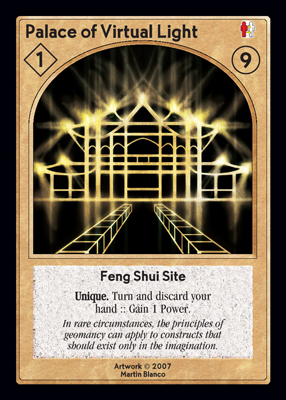 Palace of Virtual Light
1
9
Feng Shui Site
Unique. Turn and discard your
hand :: Gain 1 Power.
In rare circumstances, the principles of
geomancy can apply to constructs that
should exist only in the imagination.
Artwork © 2007
Martin Blanco